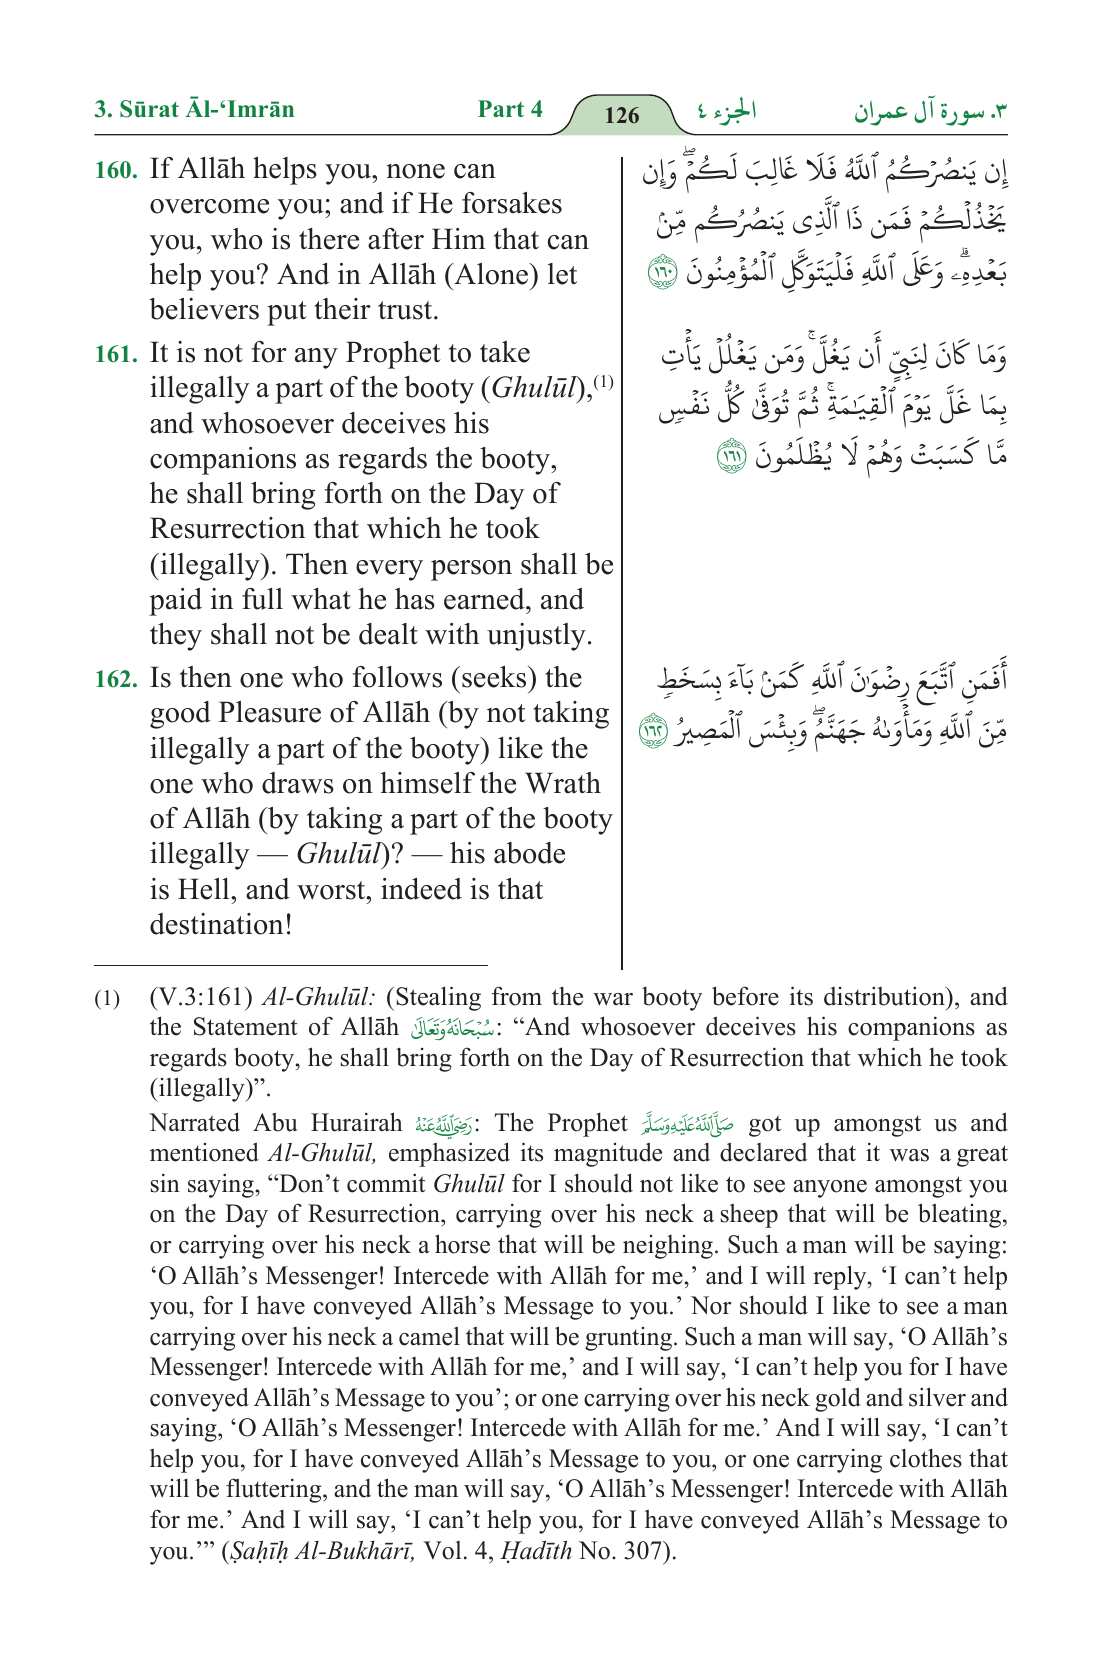 3. Sūrat Āl-‘Imrān Part 4 126 الجزء ٤ ٣. سورة آل عمران
160. If Allāh helps you, none can
overcome you; and if He forsakes
you, who is there after Him that can
help you? And in Allāh (Alone) let
believers put their trust.
161. It is not for any Prophet to take
illegally a part of the booty (Ghulūl),(1)
and whosoever deceives his
companions as regards the booty,
he shall bring forth on the Day of
Resurrection that which he took
(illegally). Then every person shall be
paid in full what he has earned, and
they shall not be dealt with unjustly.
162. Is then one who follows (seeks) the
good Pleasure of Allāh (by not taking
illegally a part of the booty) like the
one who draws on himself the Wrath
of Allāh (by taking a part of the booty
illegally — Ghulūl)? — his abode
is Hell, and worst, indeed is that
destination!
إِن يَنصُرْكُمُ ٱللَّهُ فَلَا غَالِبَ لَكُمْ ۖ وَإِن
يَخْذُلْكُمْ فَمَن ذَا ٱلَّذِى يَنصُرُكُم مِّنۢ
بَعْدِهِۦ ۗ وَعَلَى ٱللَّهِ فَلْيَتَوَكَّلِ ٱلْمُؤْمِنُونَ ١٦٠
وَمَا كَانَ لِنَبِىٍّ أَن يَغُلَّ ۚ وَمَن يَغْلُلْ يَأْتِ
بِمَا غَلَّ يَوْمَ ٱلْقِيَـٰمَةِ ۚ ثُمَّ تُوَفَّىٰ كُلُّ نَفْسٍ
مَّا كَسَبَتْ وَهُمْ لَا يُظْلَمُونَ ١٦١
أَفَمَنِ ٱتَّبَعَ رِضْوَٰنَ ٱللَّهِ كَمَنۢ بَآءَ بِسَخَطٍ
مِّنَ ٱللَّهِ وَمَأْوَىٰهُ جَهَنَّمُ ۖ وَبِئْسَ ٱلْمَصِيرُ ١٦٢
(1) (V.3:161) Al-Ghulūl: (Stealing from the war booty before its distribution), and
the Statement of Allāh سُبْحَانَهُ وَتَعَالَىٰ: “And whosoever deceives his companions as
regards booty, he shall bring forth on the Day of Resurrection that which he took
(illegally)”.
Narrated Abu Hurairah رَضِيَ اللَّهُ عَنْهُ: The Prophet صَلَّى اللَّهُ عَلَيْهِ وَسَلَّمَ got up amongst us and
mentioned Al-Ghulūl, emphasized its magnitude and declared that it was a great
sin saying, “Don’t commit Ghulūl for I should not like to see anyone amongst you
on the Day of Resurrection, carrying over his neck a sheep that will be bleating,
or carrying over his neck a horse that will be neighing. Such a man will be saying:
‘O Allāh’s Messenger! Intercede with Allāh for me,’ and I will reply, ‘I can’t help
you, for I have conveyed Allāh’s Message to you.’ Nor should I like to see a man
carrying over his neck a camel that will be grunting. Such a man will say, ‘O Allāh’s
Messenger! Intercede with Allāh for me,’ and I will say, ‘I can’t help you for I have
conveyed Allāh’s Message to you’; or one carrying over his neck gold and silver and
saying, ‘O Allāh’s Messenger! Intercede with Allāh for me.’ And I will say, ‘I can’t
help you, for I have conveyed Allāh’s Message to you, or one carrying clothes that
will be fluttering, and the man will say, ‘O Allāh’s Messenger! Intercede with Allāh
for me.’ And I will say, ‘I can’t help you, for I have conveyed Allāh’s Message to
you.’” (Ṣaḥīḥ Al-Bukhārī, Vol. 4, Ḥadīth No. 307).